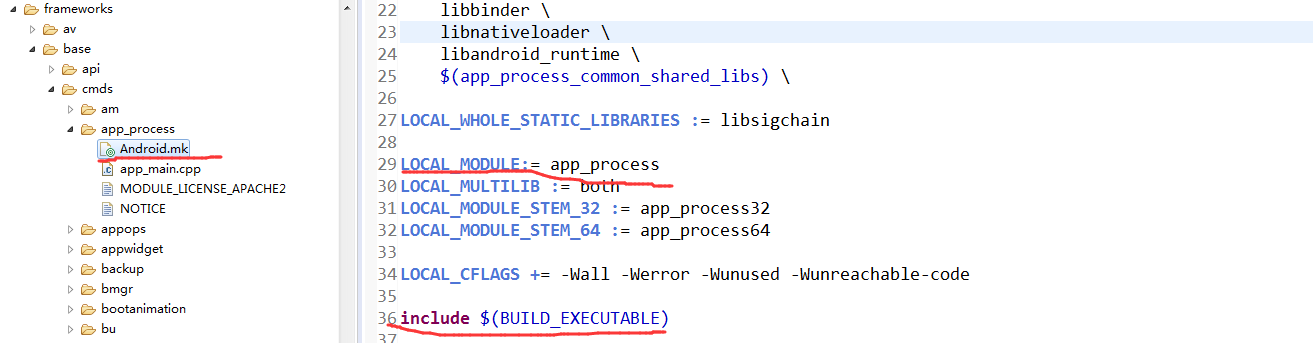 frameworks
av
base
api
cmds
am
app_process
Android.mk
app_main.cpp
MODULE_LICENSE_APACHE2
NOTICE
appops
appwidget
backup
bmgr
bootanimation
bu
22 libbinder \
23 libnativeloader \
24 libandroid_runtime \
25 $(app_process_common_shared_libs) \
26
27 LOCAL_WHOLE_STATIC_LIBRARIES := libsigchain
28
29 LOCAL_MODULE:= app_process
30 LOCAL_MULTILIB := both
31 LOCAL_MODULE_STEM_32 := app_process32
32 LOCAL_MODULE_STEM_64 := app_process64
33
34 LOCAL_CFLAGS += -Wall -Werror -Wunused -Wunreachable-code
35
36 include $(BUILD_EXECUTABLE)
37